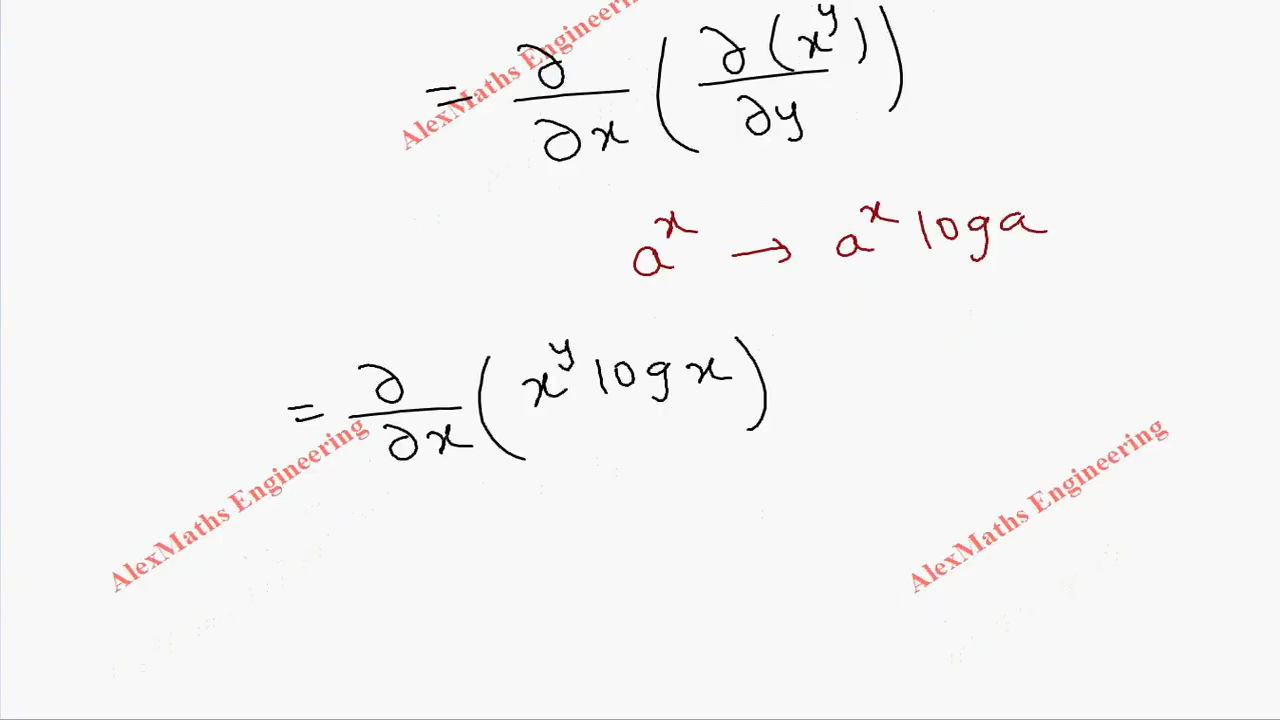 = ∂/∂x ( ∂(x^y)/∂y )
a^x → a^x log a
= ∂/∂x ( x^y log x )
AlexMaths Engineering
AlexMaths Engineering
AlexMaths Engineering